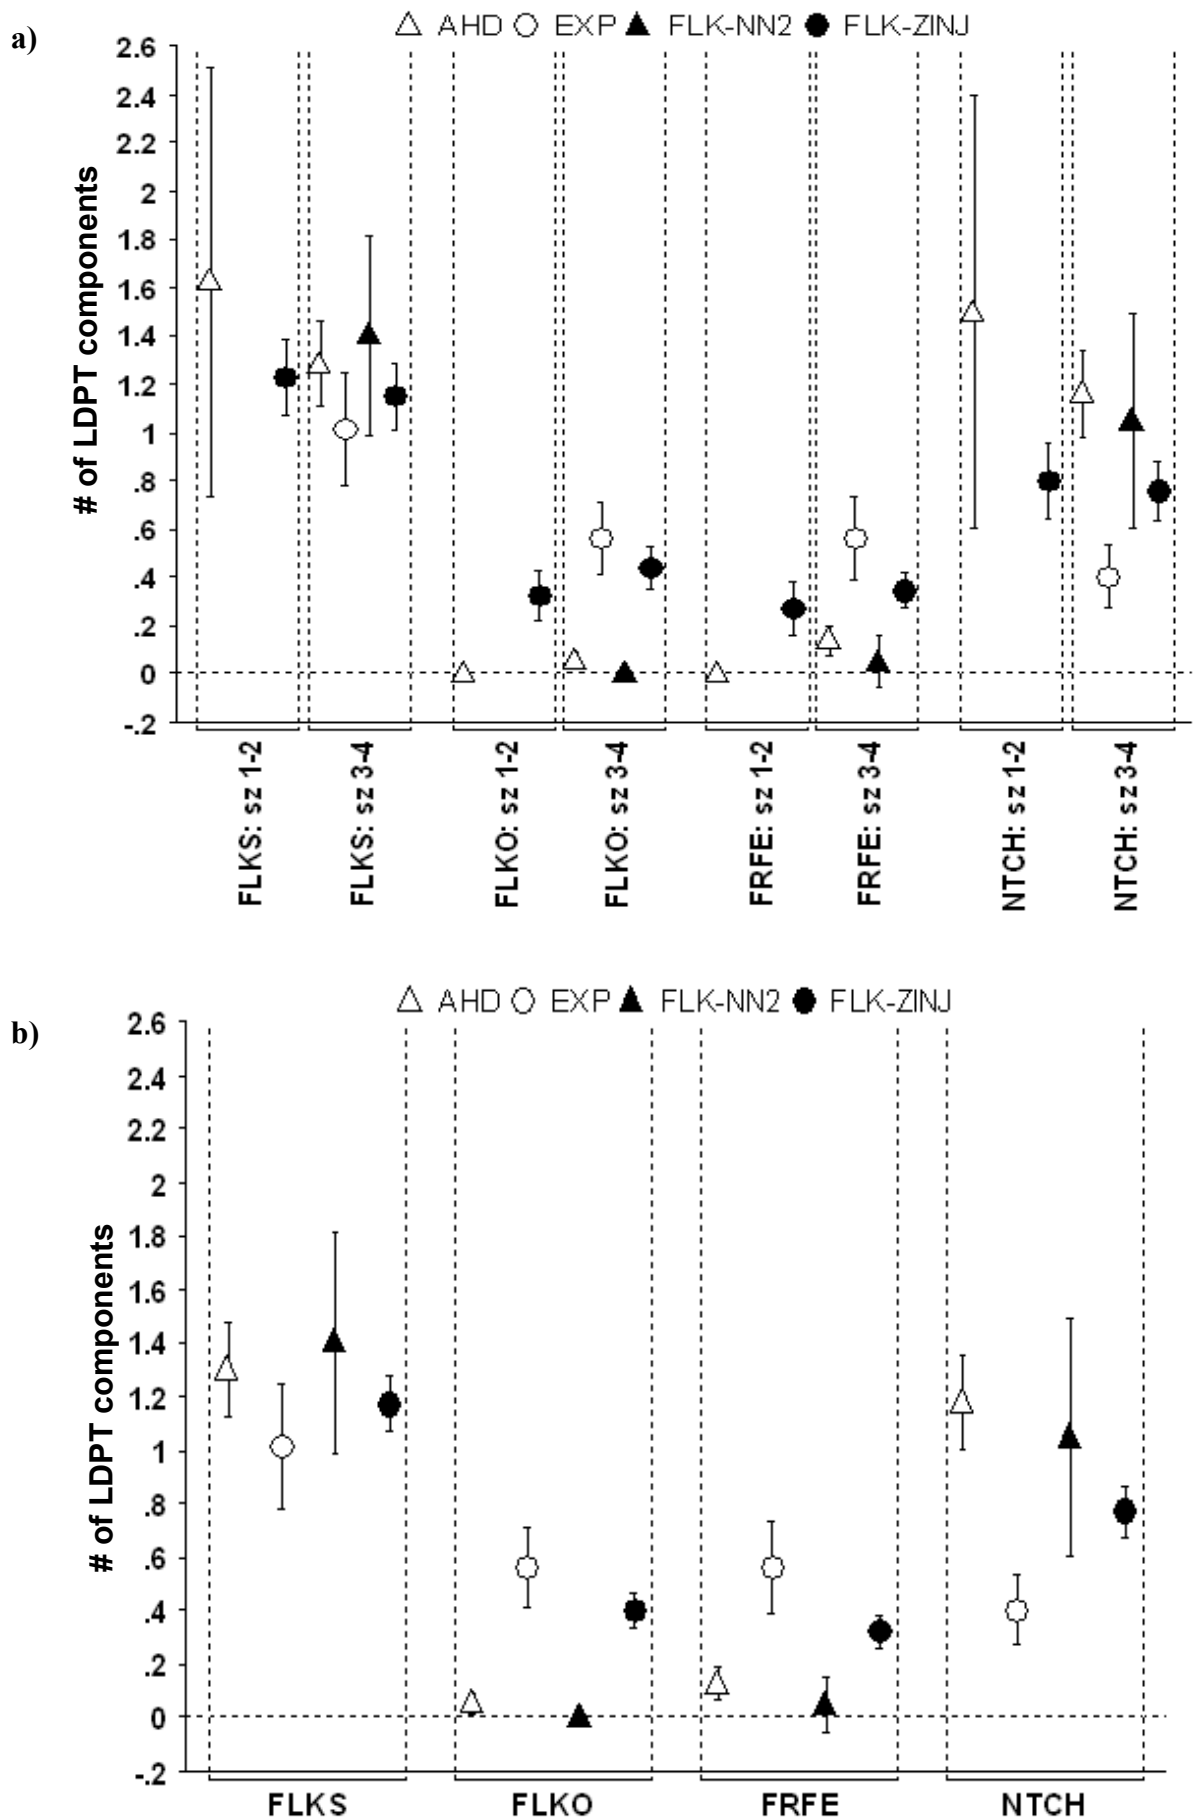 a)
AHD EXP FLK-NN2 FLK-ZINJ
# of LDPT components
2.6
2.4
2.2
2
1.8
1.6
1.4
1.2
1
.8
.6
.4
.2
0
-.2
FLKS: sz 1-2
FLKS: sz 3-4
FLKO: sz 1-2
FLKO: sz 3-4
FRFE: sz 1-2
FRFE: sz 3-4
NTCH: sz 1-2
NTCH: sz 3-4
b)
AHD EXP FLK-NN2 FLK-ZINJ
# of LDPT components
2.6
2.4
2.2
2
1.8
1.6
1.4
1.2
1
.8
.6
.4
.2
0
-.2
FLKS FLKO FRFE NTCH